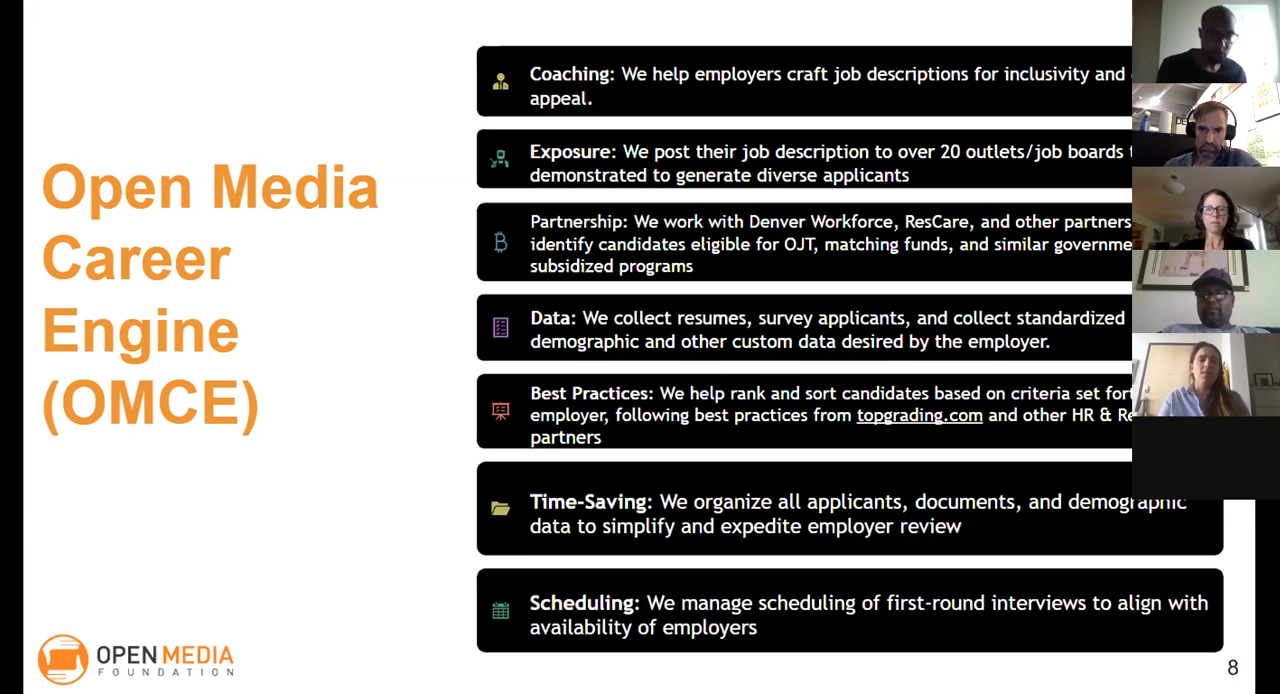 Open Media
Career
Engine
(OMCE)
Coaching: We help employers craft job descriptions for inclusivity and
appeal.
Exposure: We post their job description to over 20 outlets/job boards
demonstrated to generate diverse applicants
Partnership: We work with Denver Workforce, ResCare, and other partners
identify candidates eligible for OJT, matching funds, and similar governme
subsidized programs
Data: We collect resumes, survey applicants, and collect standardized
demographic and other custom data desired by the employer.
Best Practices: We help rank and sort candidates based on criteria set for
employer, following best practices from topgrading.com and other HR & Re
partners
Time-Saving: We organize all applicants, documents, and demographic
data to simplify and expedite employer review
Scheduling: We manage scheduling of first-round interviews to align with
availability of employers
OPEN MEDIA
FOUNDATION
8